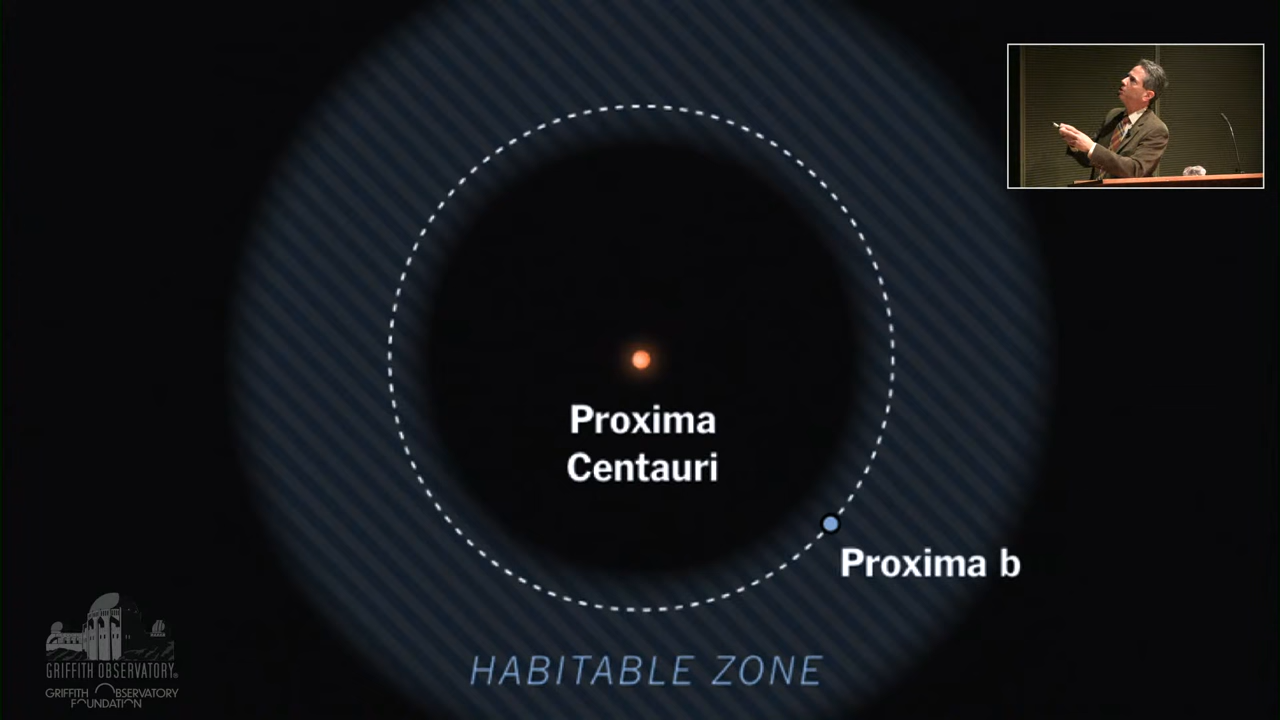 Proxima
Centauri
Proxima b
HABITABLE ZONE
GRIFFITH OBSERVATORY
GRIFFITH OBSERVATORY
FOUNDATION